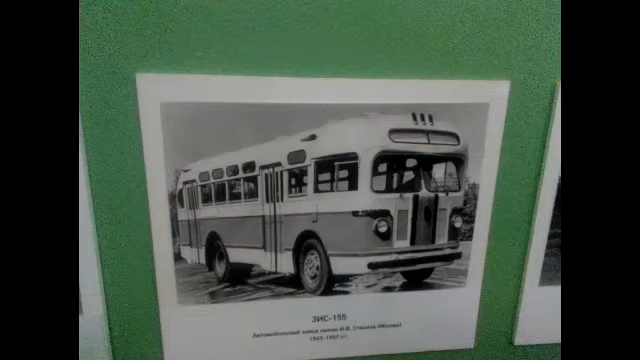 ЗИС-155
Автомобильный завод имени И.В. Сталина (Москва)
1949-1957 гг.